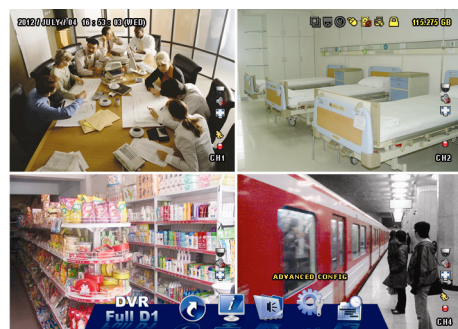 2012 / JULY / 04 16 : 53 : 03 (WED)
115.275 GB
CH1
CH2
ADVANCED CONFIG
DVR
Full D1
CH4